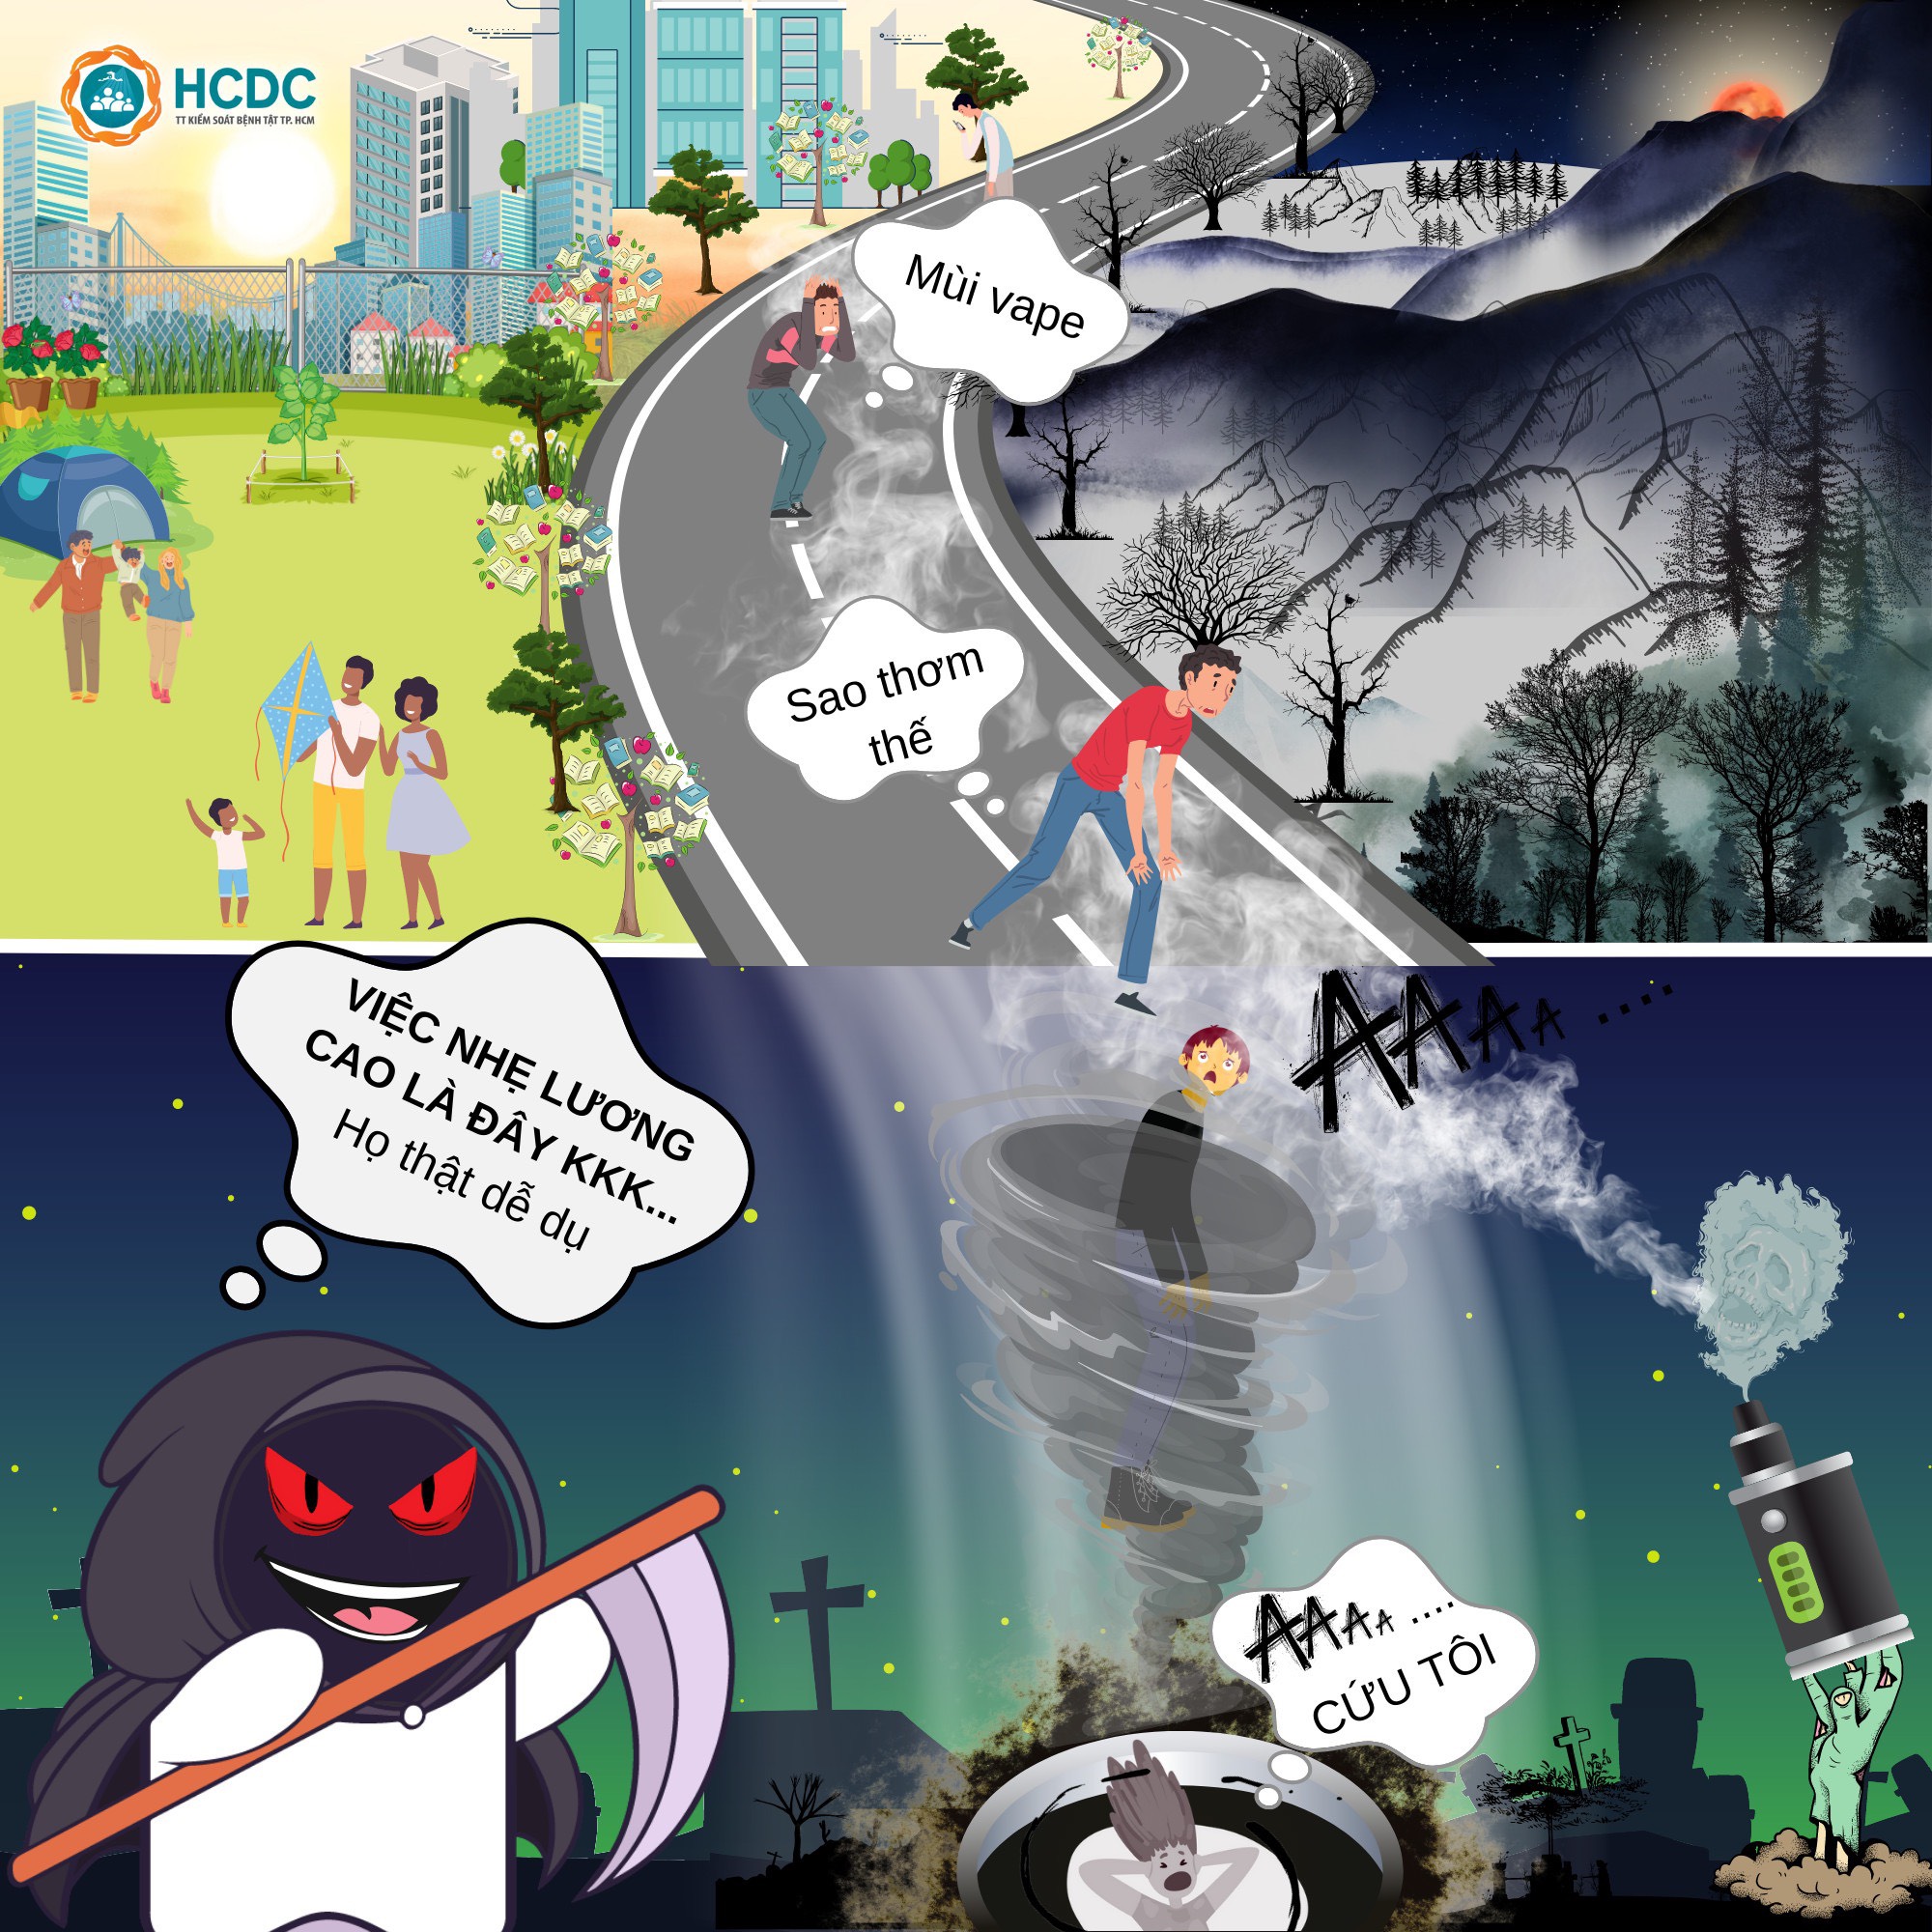 HCDC
TT KIỂM SOÁT BỆNH TẬT TP. HCM
Mùi vape
Sao thơm
thế
VIỆC NHẸ LƯƠNG
CAO LÀ ĐÂY KKK...
Họ thật dễ dụ
AAAA ....
AAAA ....
CỨU TÔI